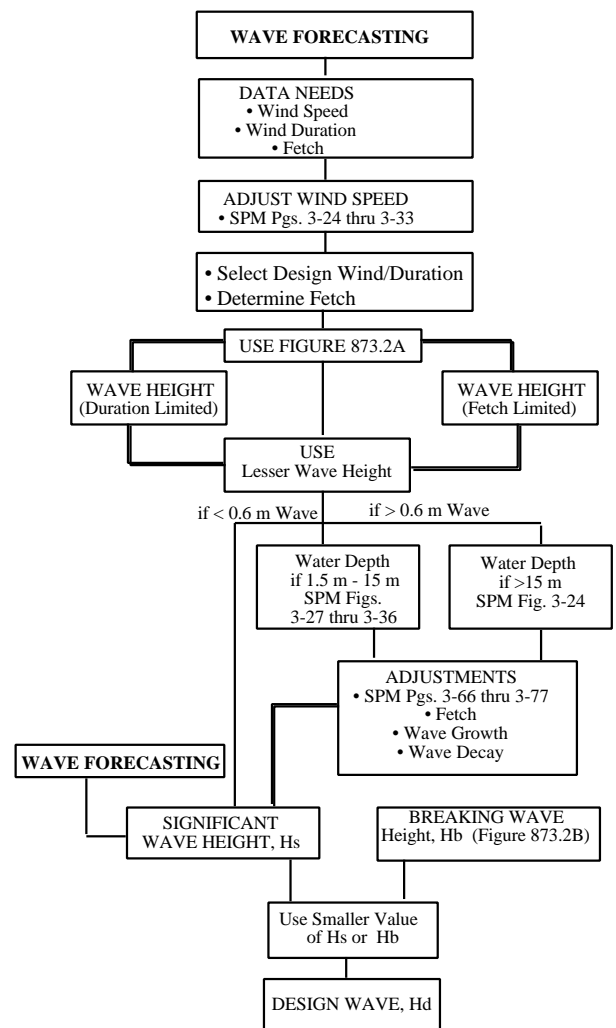 WAVE FORECASTING
DATA NEEDS
• Wind Speed
• Wind Duration
• Fetch
ADJUST WIND SPEED
• SPM Pgs. 3-24 thru 3-33
• Select Design Wind/Duration
• Determine Fetch
USE FIGURE 873.2A
WAVE HEIGHT
(Duration Limited)
WAVE HEIGHT
(Fetch Limited)
USE
Lesser Wave Height
if < 0.6 m Wave
if > 0.6 m Wave
Water Depth
if 1.5 m - 15 m
SPM Figs.
3-27 thru 3-36
Water Depth
if >15 m
SPM Fig. 3-24
ADJUSTMENTS
• SPM Pgs. 3-66 thru 3-77
• Fetch
• Wave Growth
• Wave Decay
WAVE FORECASTING
SIGNIFICANT
WAVE HEIGHT, Hs
BREAKING WAVE
Height, Hb (Figure 873.2B)
Use Smaller Value
of Hs or Hb
DESIGN WAVE, Hd